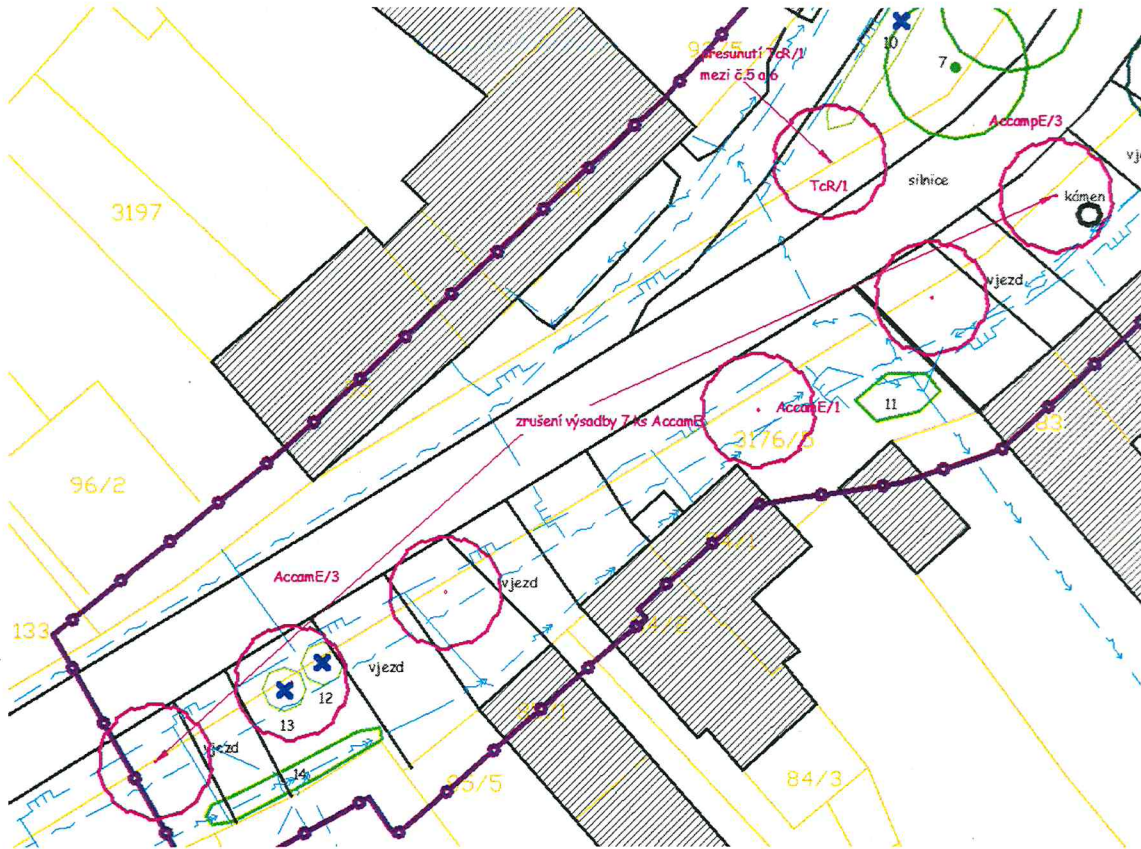 10
7
přesunutí TcR/1
mezi č.5 a 6
AccampE/3
TcR/1
silnice
kámen
3197
vjezd
11
AccamE/1
zrušení výsadby 7 ks AccamE
3176/5
83
96/2
AccamE/3
vjezd
133
12
13
vjezd
vjezd
14
84/3